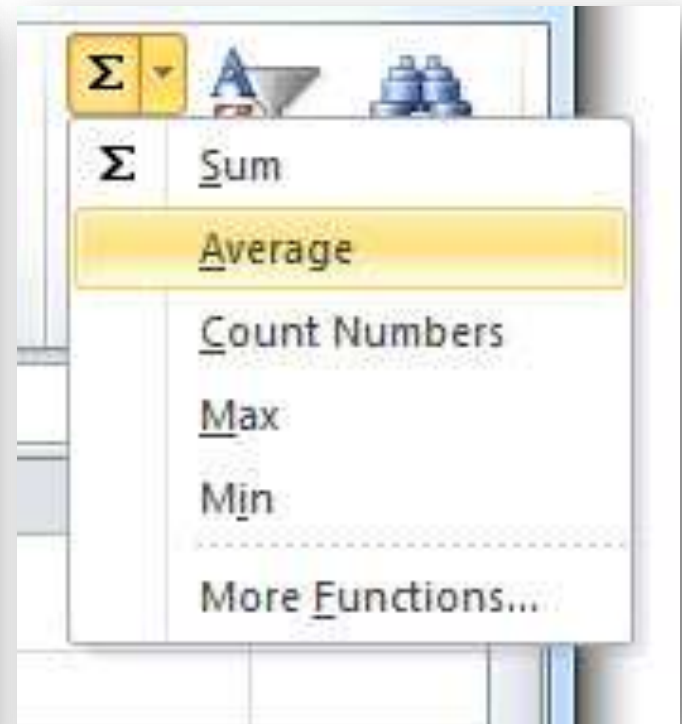 Σ
Σ Sum
Average
Count Numbers
Max
Min
More Functions...